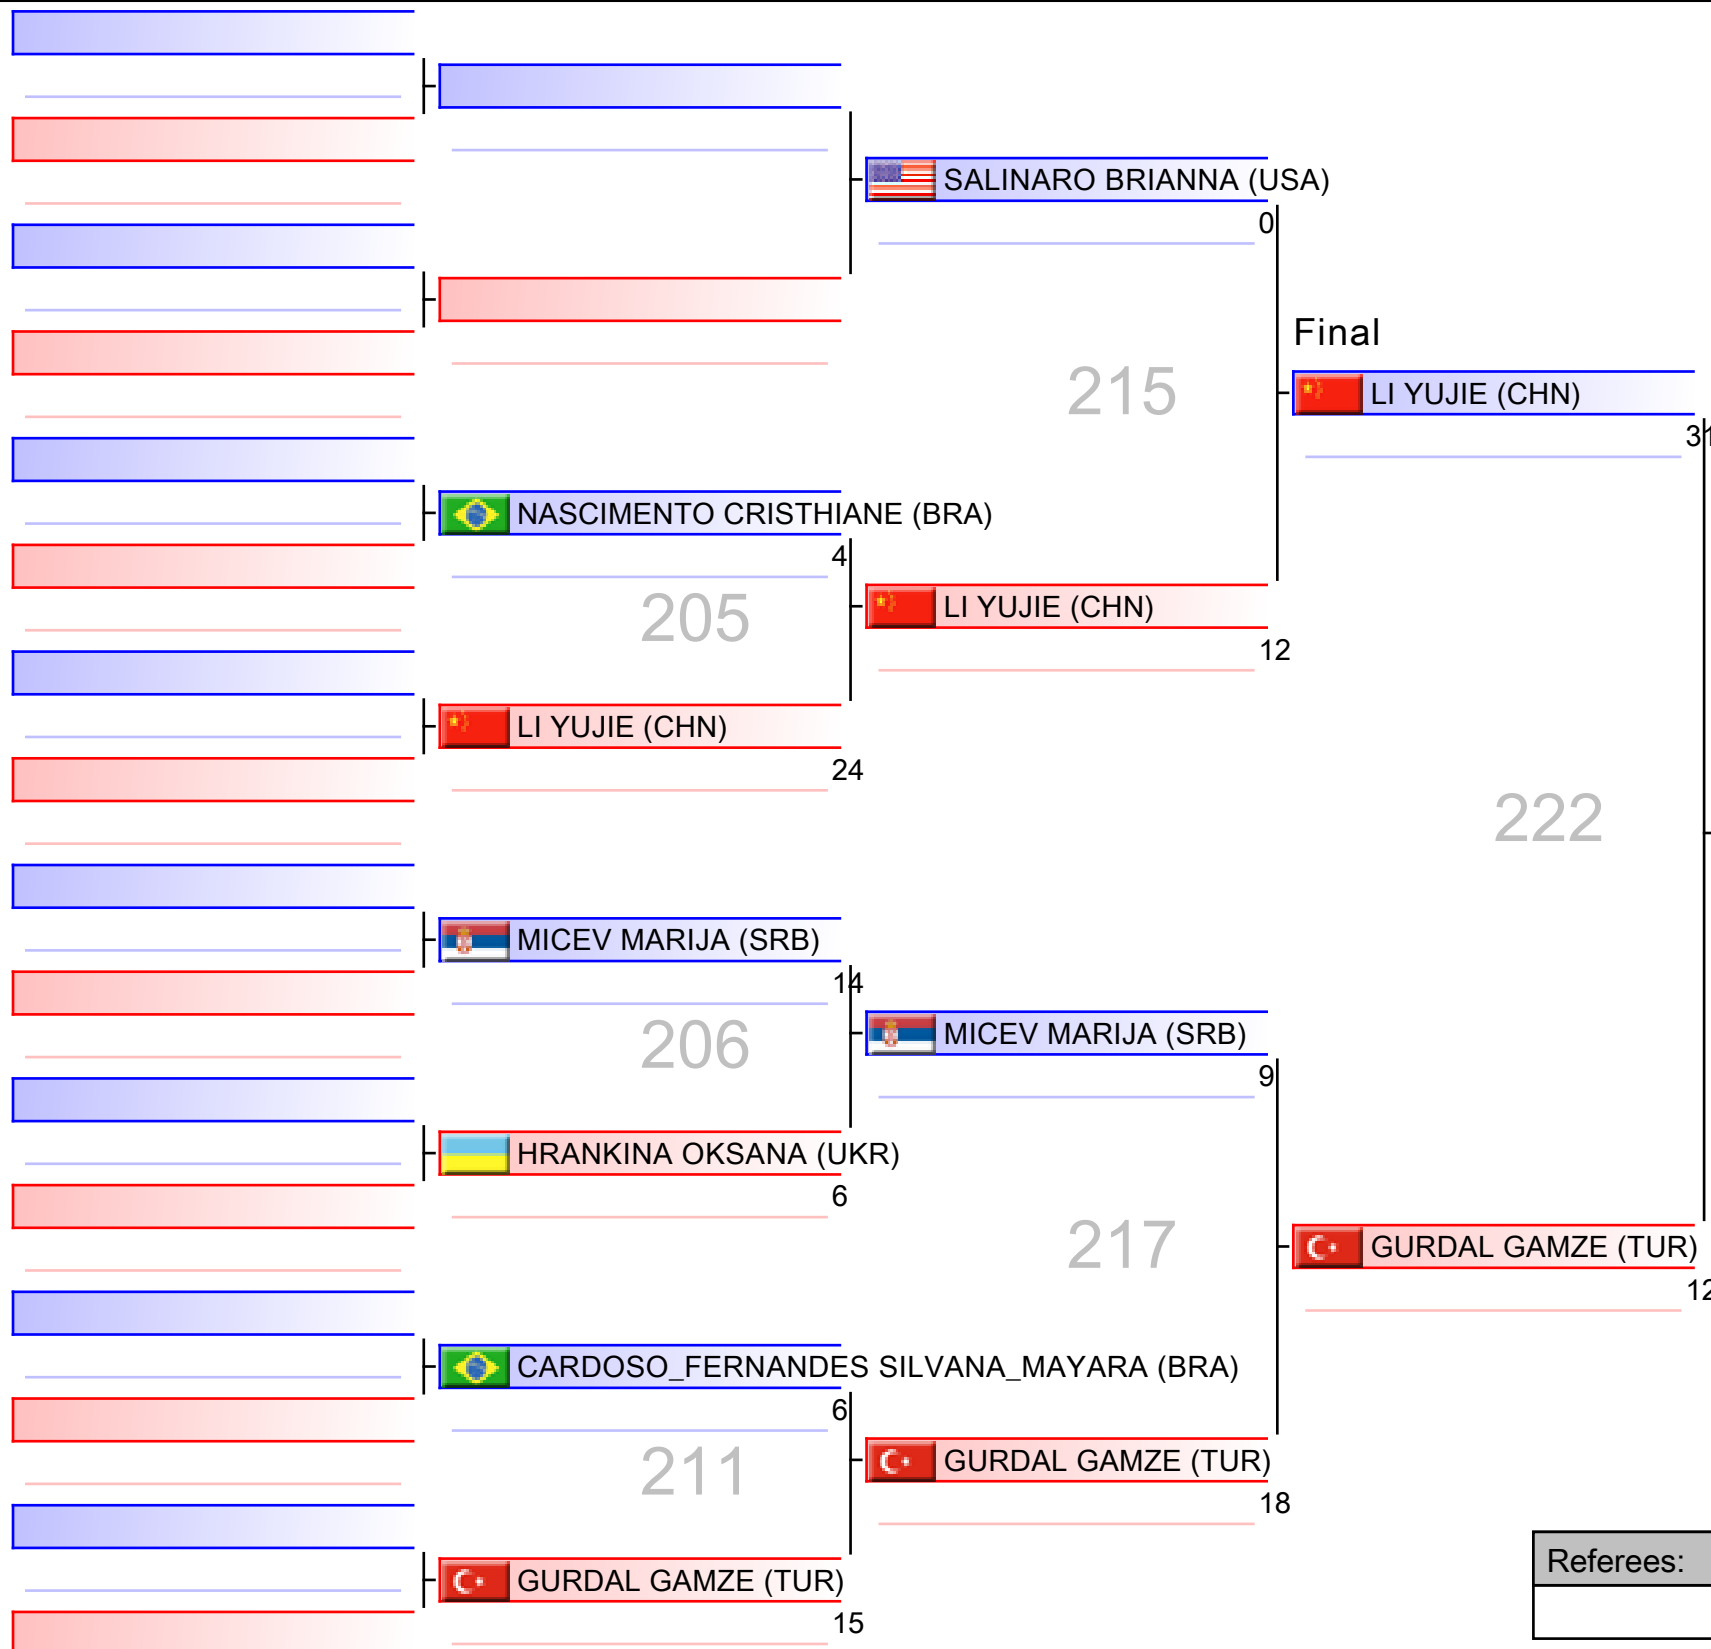 SALINARO BRIANNA (USA)
0
Final
215
LI YUJIE (CHN)
31
NASCIMENTO CRISTHIANE (BRA)
4
205
LI YUJIE (CHN)
12
LI YUJIE (CHN)
24
222
MICEV MARIJA (SRB)
14
206
MICEV MARIJA (SRB)
9
HRANKINA OKSANA (UKR)
6
217
GURDAL GAMZE (TUR)
12
CARDOSO_FERNANDES SILVANA_MAYARA (BRA)
6
211
GURDAL GAMZE (TUR)
18
Referees:
GURDAL GAMZE (TUR)
15